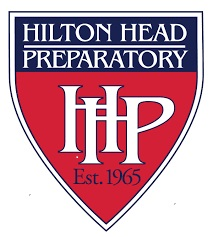 HILTON HEAD
PREPARATORY
HHP
Est. 1965